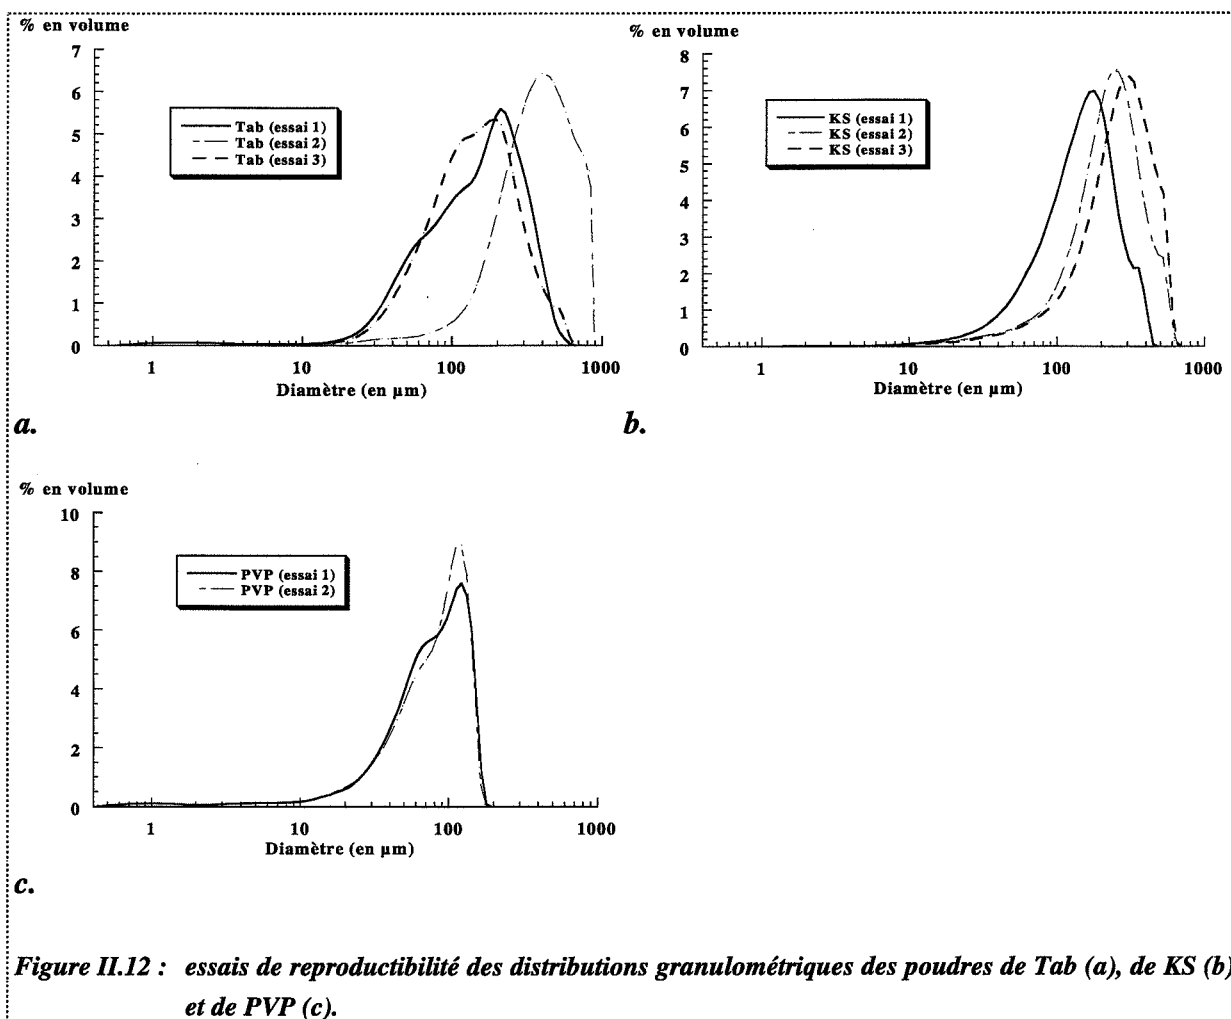 % en volume
7
6
5
4
3
2
1
0
Tab (essai 1)
Tab (essai 2)
Tab (essai 3)
1
10
100
1000
Diamètre (en µm)
a.
% en volume
8
7
6
5
4
3
2
1
0
KS (essai 1)
KS (essai 2)
KS (essai 3)
1
10
100
1000
Diamètre (en µm)
b.
% en volume
10
8
6
4
2
0
PVP (essai 1)
PVP (essai 2)
1
10
100
1000
Diamètre (en µm)
c.
Figure II.12 : essais de reproductibilité des distributions granulométriques des poudres de Tab (a), de KS (b)
et de PVP (c).